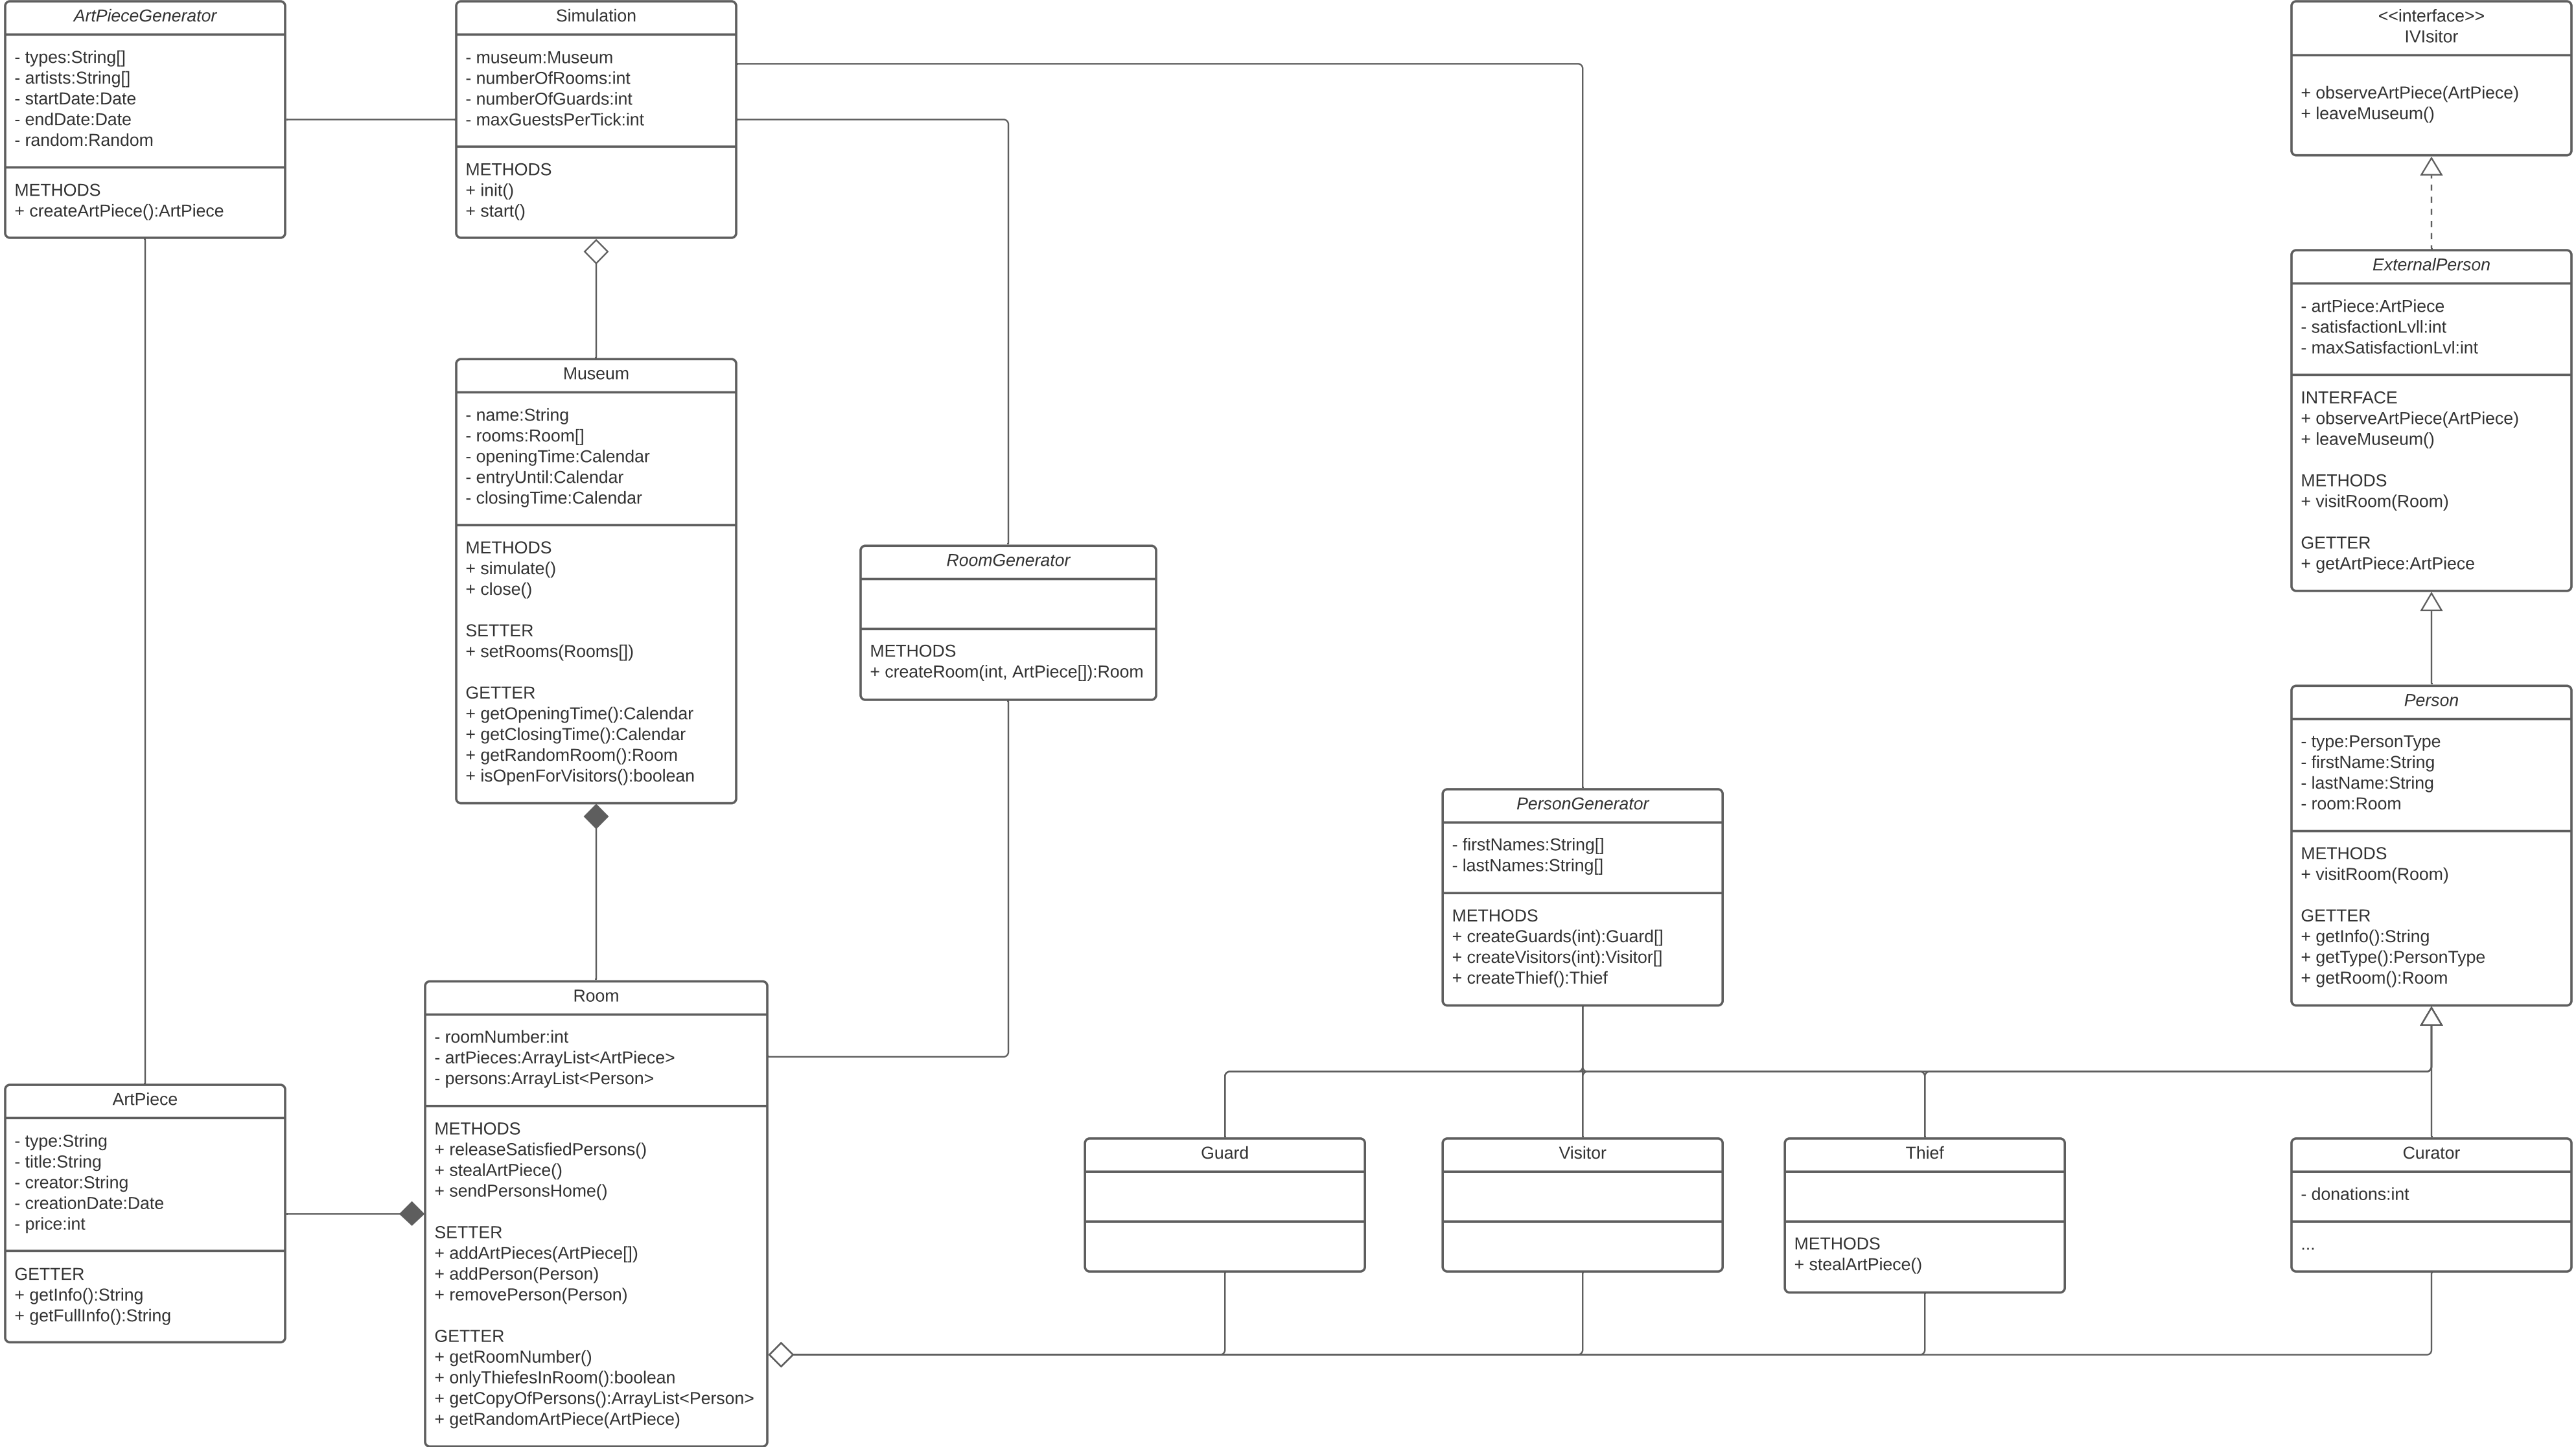 ArtPieceGenerator
- types:String[]
- artists:String[]
- startDate:Date
- endDate:Date
- random:Random
METHODS
+ createArtPiece():ArtPiece
Simulation
- museum:Museum
- numberOfRooms:int
- numberOfGuards:int
- maxGuestsPerTick:int
METHODS
+ init()
+ start()
<<interface>>
IVIsitor
+ observeArtPiece(ArtPiece)
+ leaveMuseum()
ExternalPerson
- artPiece:ArtPiece
- satisfactionLvll:int
- maxSatisfactionLvl:int
INTERFACE
+ observeArtPiece(ArtPiece)
+ leaveMuseum()
METHODS
+ visitRoom(Room)
GETTER
+ getArtPiece:ArtPiece
Museum
- name:String
- rooms:Room[]
- openingTime:Calendar
- entryUntil:Calendar
- closingTime:Calendar
METHODS
+ simulate()
+ close()
SETTER
+ setRooms(Rooms[])
GETTER
+ getOpeningTime():Calendar
+ getClosingTime():Calendar
+ getRandomRoom():Room
+ isOpenForVisitors():boolean
RoomGenerator
METHODS
+ createRoom(int, ArtPiece[]):Room
Person
- type:PersonType
- firstName:String
- lastName:String
- room:Room
METHODS
+ visitRoom(Room)
GETTER
+ getInfo():String
+ getType():PersonType
+ getRoom():Room
PersonGenerator
- firstNames:String[]
- lastNames:String[]
METHODS
+ createGuards(int):Guard[]
+ createVisitors(int):Visitor[]
+ createThief():Thief
Room
- roomNumber:int
- artPieces:ArrayList<ArtPiece>
- persons:ArrayList<Person>
METHODS
+ releaseSatisfiedPersons()
+ stealArtPiece()
+ sendPersonsHome()
SETTER
+ addArtPieces(ArtPiece[])
+ addPerson(Person)
+ removePerson(Person)
GETTER
+ getRoomNumber()
+ onlyThiefesInRoom():boolean
+ getCopyOfPersons():ArrayList<Person>
+ getRandomArtPiece(ArtPiece)
ArtPiece
- type:String
- title:String
- creator:String
- creationDate:Date
- price:int
GETTER
+ getInfo():String
+ getFullInfo():String
Guard
Visitor
Thief
METHODS
+ stealArtPiece()
Curator
- donations:int
...